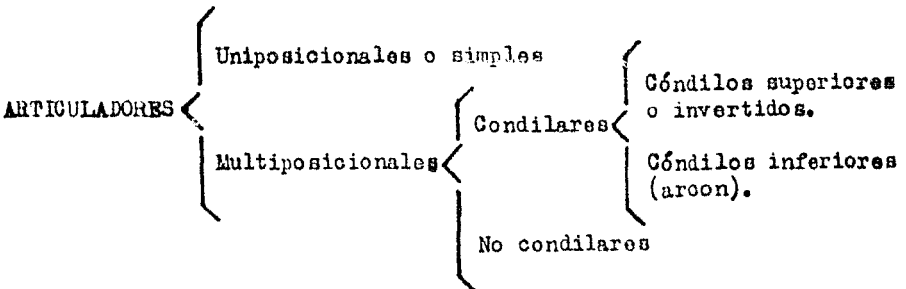 Uniposicionales o simples
ARTICULADORES
Multiposicionales
Condilares
Cóndilos superiores
o invertidos.
Cóndilos inferiores
(arcon).
No condilares